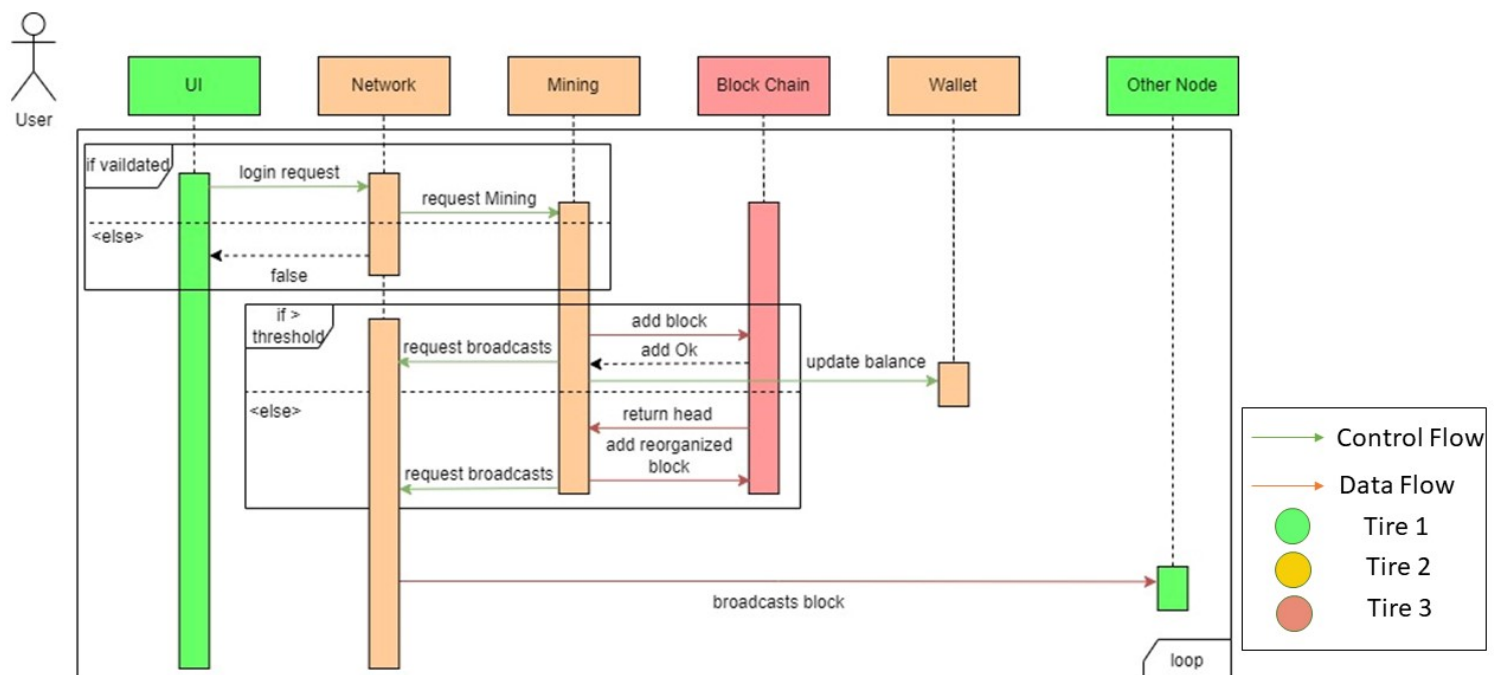 User
UI
Network
Mining
Block Chain
Wallet
Other Node
if vaildated
login request
request Mining
<else>
false
if >
threshold
add block
request broadcasts
add Ok
update balance
<else>
return head
add reorganized
block
request broadcasts
broadcasts block
loop
Control Flow
Data Flow
Tire 1
Tire 2
Tire 3